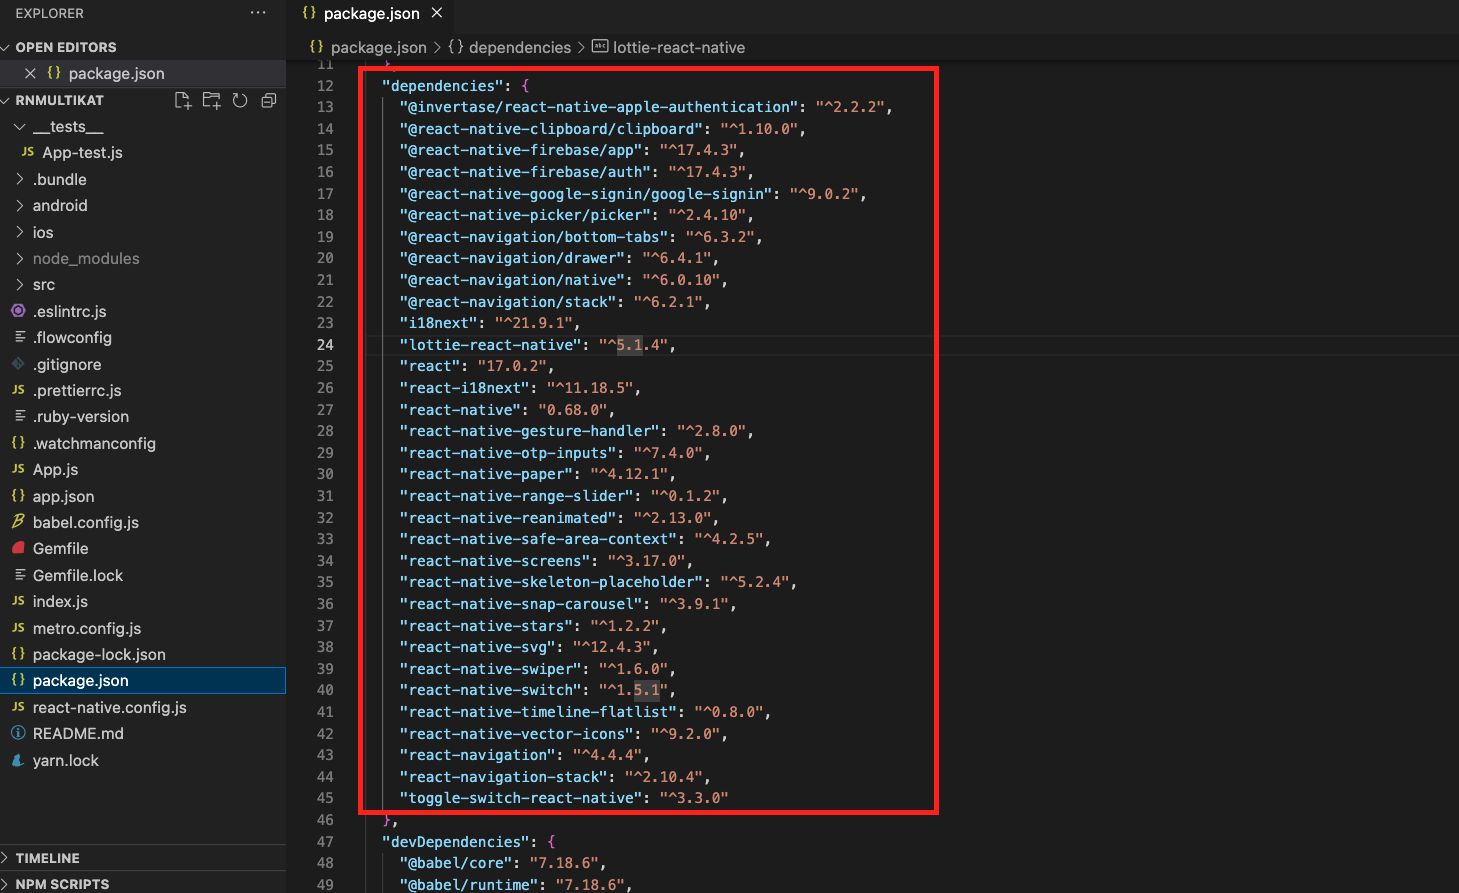 EXPLORER
···
OPEN EDITORS
{} package.json
RNMULTIKAT
__tests__
JS App-test.js
.bundle
android
ios
node_modules
src
.eslintrc.js
.flowconfig
.gitignore
JS .prettierrc.js
.ruby-version
{} .watchmanconfig
JS App.js
{} app.json
babel.config.js
Gemfile
Gemfile.lock
JS index.js
JS metro.config.js
{} package-lock.json
{} package.json
JS react-native.config.js
README.md
yarn.lock
TIMELINE
NPM SCRIPTS
{} package.json
{} package.json > {} dependencies > abc lottie-react-native
11 },
12 "dependencies": {
13 "@invertase/react-native-apple-authentication": "^2.2.2",
14 "@react-native-clipboard/clipboard": "^1.10.0",
15 "@react-native-firebase/app": "^17.4.3",
16 "@react-native-firebase/auth": "^17.4.3",
17 "@react-native-google-signin/google-signin": "^9.0.2",
18 "@react-native-picker/picker": "^2.4.10",
19 "@react-navigation/bottom-tabs": "^6.3.2",
20 "@react-navigation/drawer": "^6.4.1",
21 "@react-navigation/native": "^6.0.10",
22 "@react-navigation/stack": "^6.2.1",
23 "i18next": "^21.9.1",
24 "lottie-react-native": "^5.1.4",
25 "react": "17.0.2",
26 "react-i18next": "^11.18.5",
27 "react-native": "0.68.0",
28 "react-native-gesture-handler": "^2.8.0",
29 "react-native-otp-inputs": "^7.4.0",
30 "react-native-paper": "^4.12.1",
31 "react-native-range-slider": "^0.1.2",
32 "react-native-reanimated": "^2.13.0",
33 "react-native-safe-area-context": "^4.2.5",
34 "react-native-screens": "^3.17.0",
35 "react-native-skeleton-placeholder": "^5.2.4",
36 "react-native-snap-carousel": "^3.9.1",
37 "react-native-stars": "^1.2.2",
38 "react-native-svg": "^12.4.3",
39 "react-native-swiper": "^1.6.0",
40 "react-native-switch": "^1.5.1",
41 "react-native-timeline-flatlist": "^0.8.0",
42 "react-native-vector-icons": "^9.2.0",
43 "react-navigation": "^4.4.4",
44 "react-navigation-stack": "^2.10.4",
45 "toggle-switch-react-native": "^3.3.0"
46 },
47 "devDependencies": {
48 "@babel/core": "7.18.6",
49 "@babel/runtime": "7.18.6",